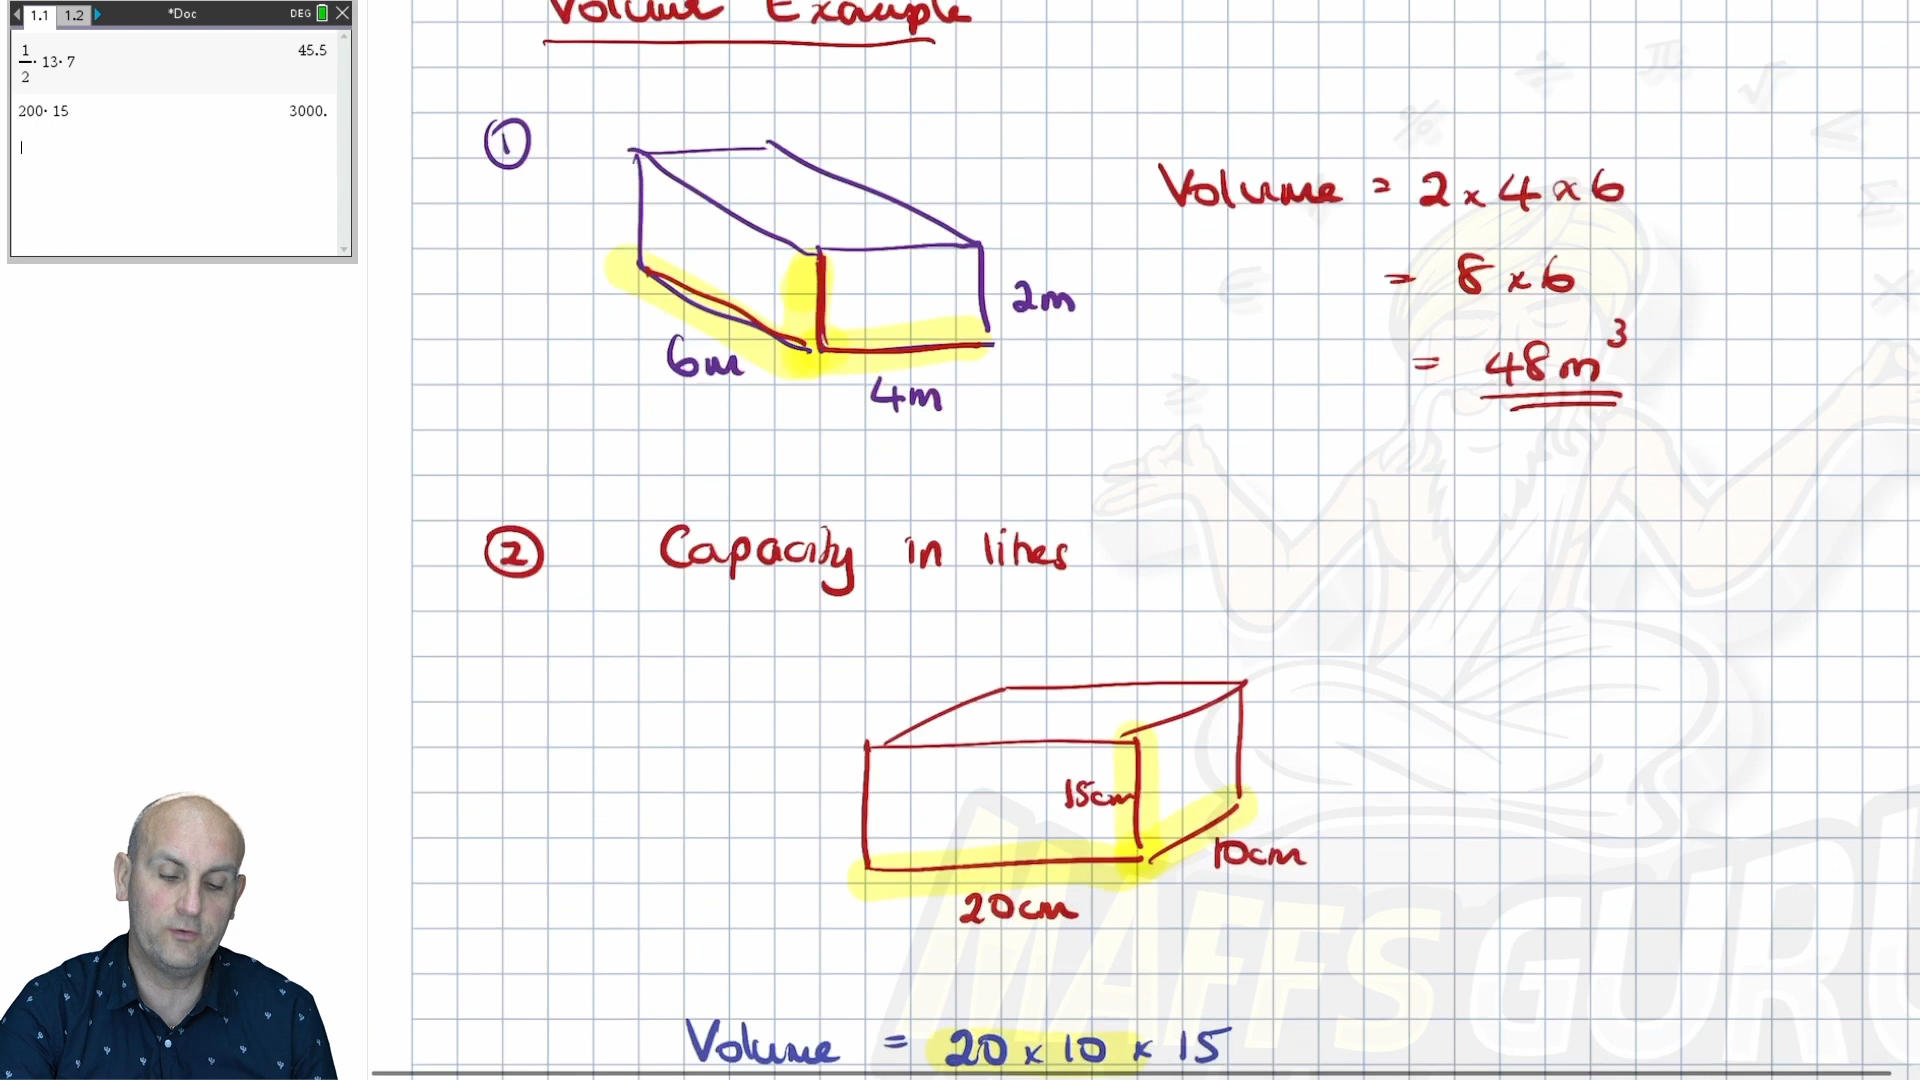 1.1 1.2 *Doc DEG
1/2· 13· 7 45.5
200· 15 3000.
Volume Example
① Volume = 2 x 4 x 6
= 8 x 6
= 48m³
2m
6m
4m
② Capacity in litres
15cm
10cm
20cm
MAFFS GURU
Volume = 20 x 10 x 15